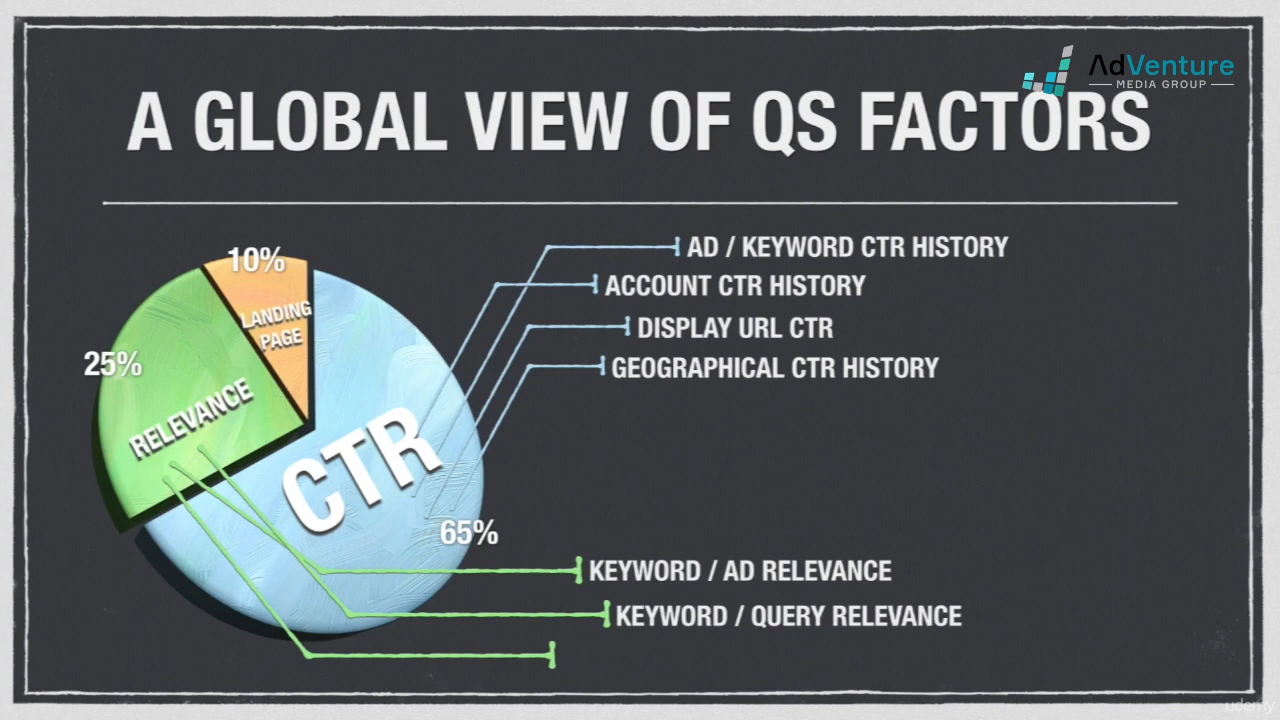 AdVenture
MEDIA GROUP
A GLOBAL VIEW OF QS FACTORS
10%
LANDING
PAGE
25%
RELEVANCE
CTR
65%
AD / KEYWORD CTR HISTORY
ACCOUNT CTR HISTORY
DISPLAY URL CTR
GEOGRAPHICAL CTR HISTORY
KEYWORD / AD RELEVANCE
KEYWORD / QUERY RELEVANCE
udemy